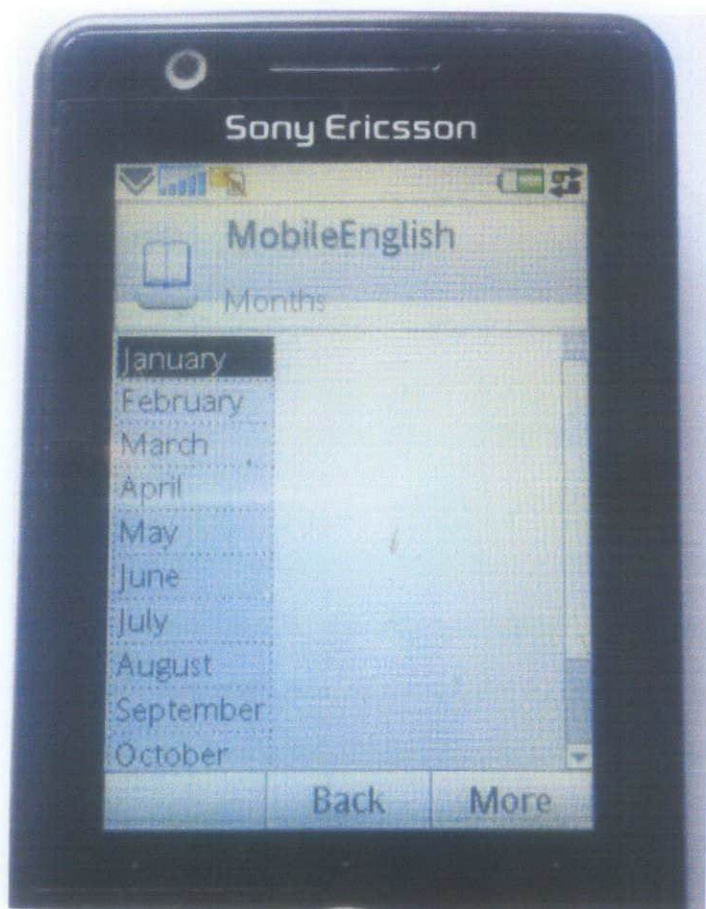 Sony Ericsson
MobileEnglish
Months
January
February
March
April
May
June
July
August
September
October
Back
More